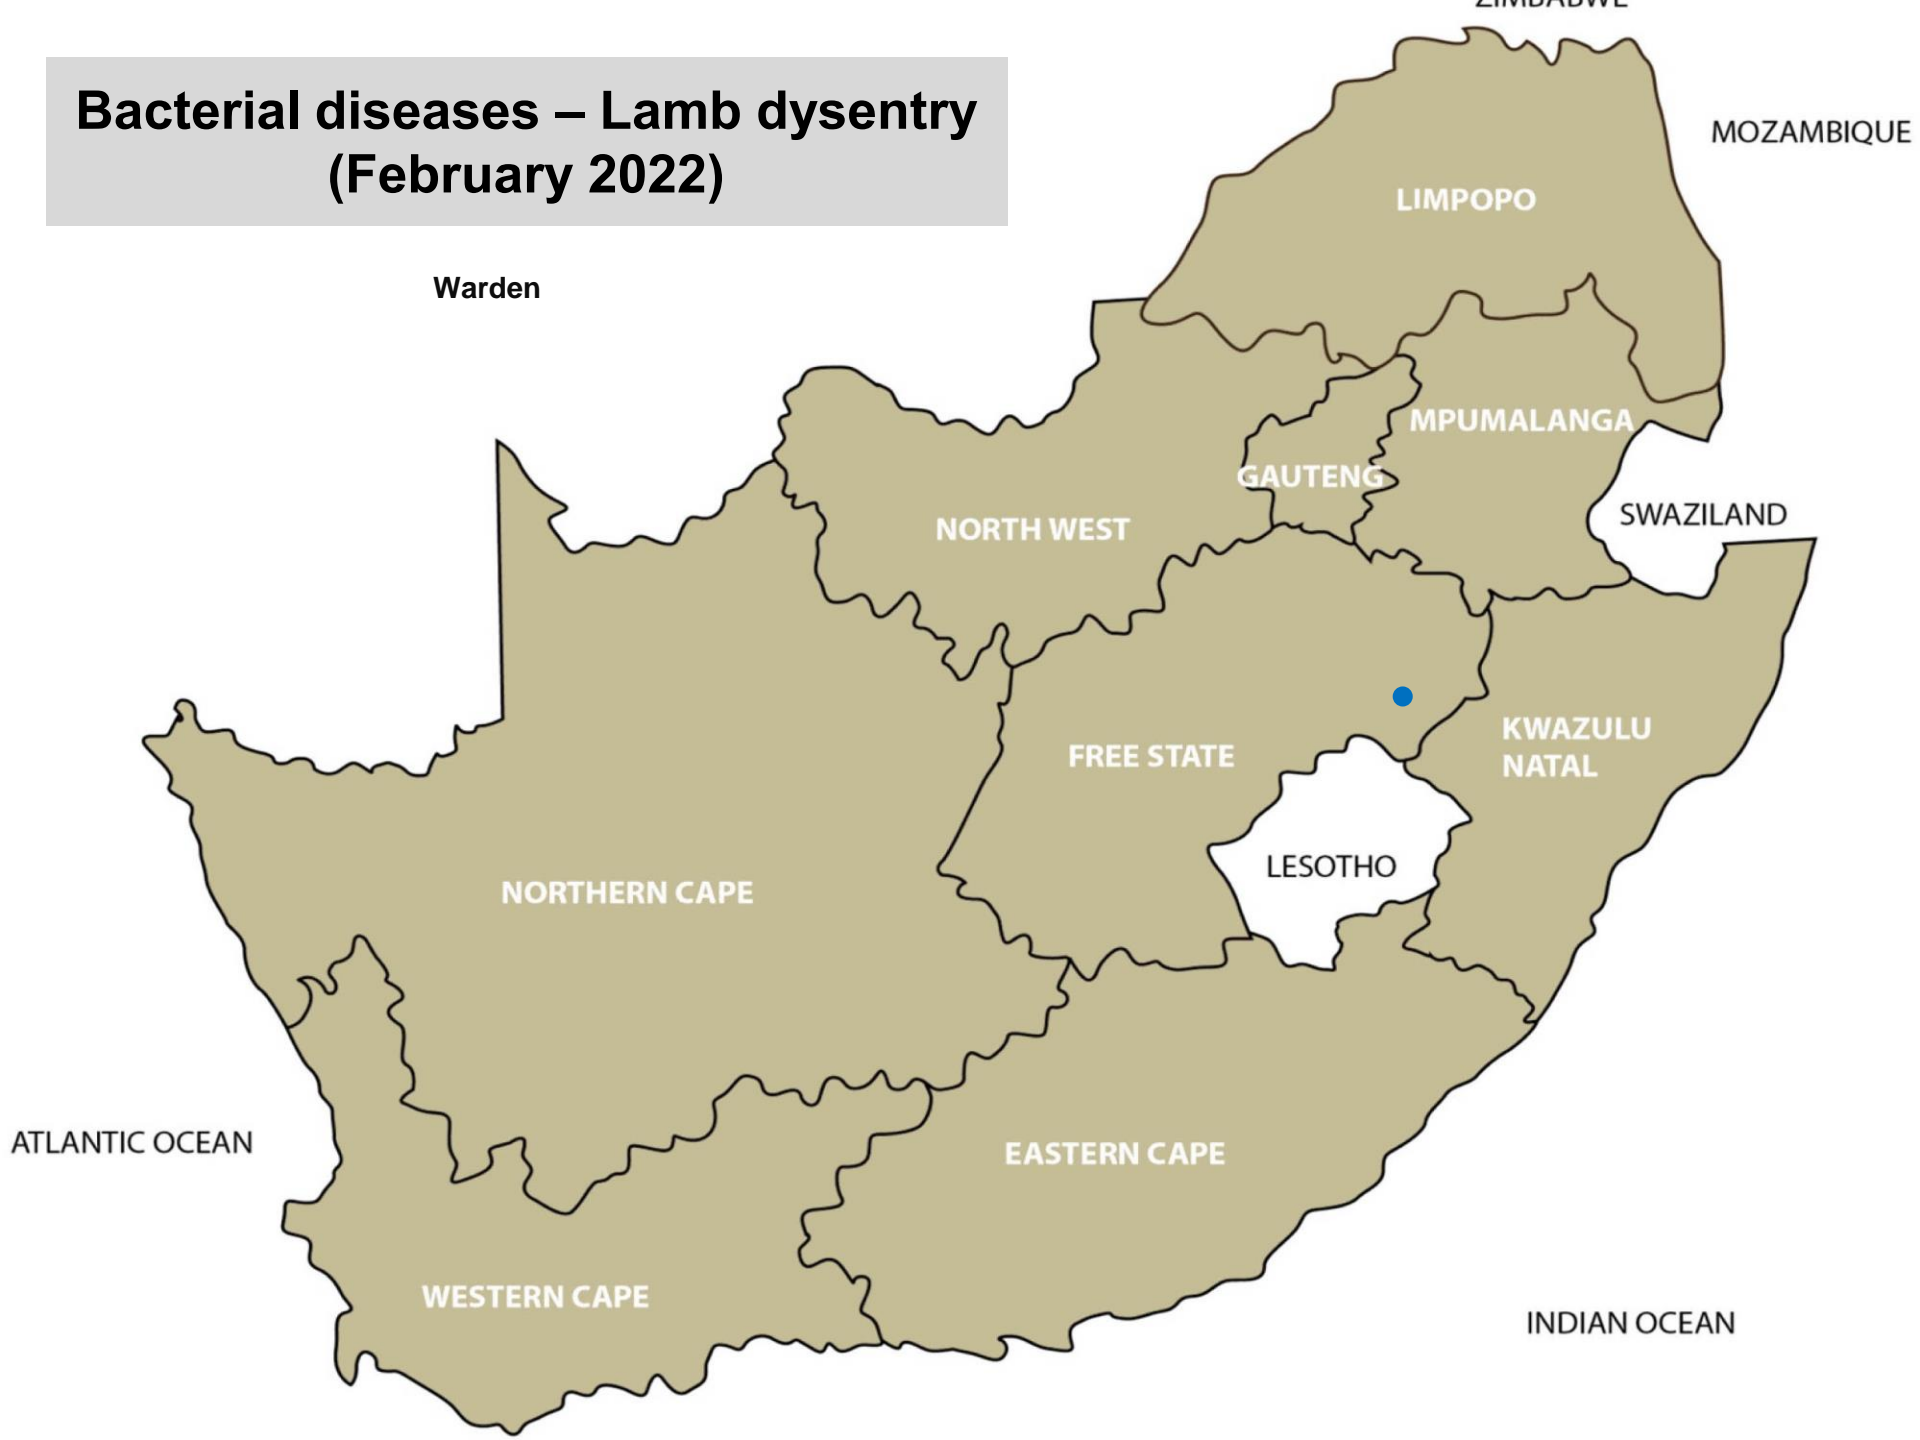 ZIMBABWE
Bacterial diseases – Lamb dysentry
(February 2022)
MOZAMBIQUE
LIMPOPO
Warden
MPUMALANGA
GAUTENG
SWAZILAND
NORTH WEST
KWAZULU
NATAL
FREE STATE
LESOTHO
NORTHERN CAPE
ATLANTIC OCEAN
EASTERN CAPE
WESTERN CAPE
INDIAN OCEAN